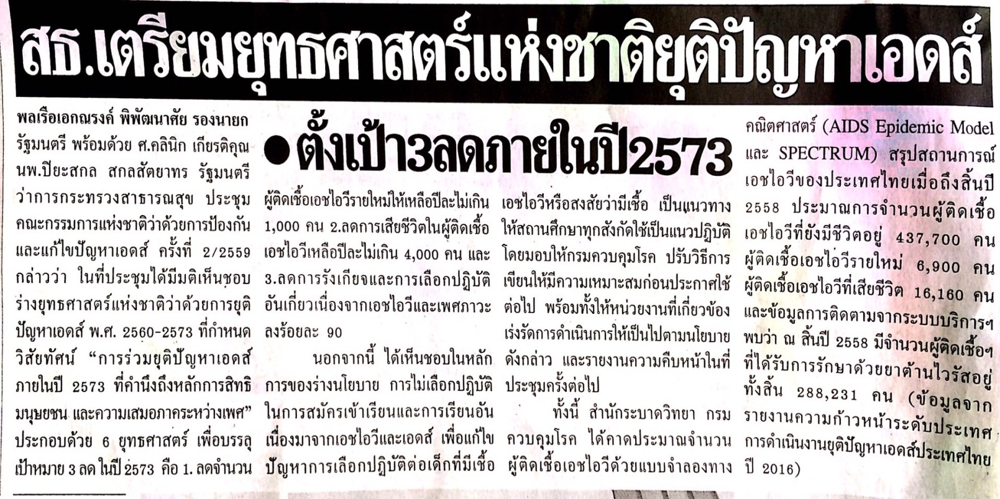 สธ.เตรียมยุทธศาสตร์แห่งชาติยุติปัญหาเอดส์
● ตั้งเป้า3ลดภายในปี2573
พลเรือเอกณรงค์ พิพัฒนาศัย รองนายก
รัฐมนตรี พร้อมด้วย ศ.คลินิก เกียรติคุณ
นพ.ปิยะสกล สกลสัตยาทร รัฐมนตรี
ว่าการกระทรวงสาธารณสุข ประชุม
คณะกรรมการแห่งชาติว่าด้วยการป้องกัน
และแก้ไขปัญหาเอดส์ ครั้งที่ 2/2559
กล่าวว่า ในที่ประชุมได้มีมติเห็นชอบ
ร่างยุทธศาสตร์แห่งชาติว่าด้วยการยุติ
ปัญหาเอดส์ พ.ศ. 2560-2573 ที่กำหนด
วิสัยทัศน์ “การร่วมยุติปัญหาเอดส์
ภายในปี 2573 ที่คำนึงถึงหลักการสิทธิ
มนุษยชน และความเสมอภาคระหว่างเพศ”
ประกอบด้วย 6 ยุทธศาสตร์ เพื่อบรรลุ
เป้าหมาย 3 ลด ในปี 2573 คือ 1. ลดจำนวน
ผู้ติดเชื้อเอชไอวีรายใหม่ให้เหลือปีละไม่เกิน
1,000 คน 2.ลดการเสียชีวิตในผู้ติดเชื้อ
เอชไอวีเหลือปีละไม่เกิน 4,000 คน และ
3.ลดการรังเกียจและการเลือกปฏิบัติ
อันเกี่ยวเนื่องจากเอชไอวีและเพศภาวะ
ลงร้อยละ 90
นอกจากนี้ ได้เห็นชอบในหลัก
การของร่างนโยบาย การไม่เลือกปฏิบัติ
ในการสมัครเข้าเรียนและการเรียนอัน
เนื่องมาจากเอชไอวีและเอดส์ เพื่อแก้ไข
ปัญหาการเลือกปฏิบัติต่อเด็กที่มีเชื้อ
เอชไอวีหรือสงสัยว่ามีเชื้อ เป็นแนวทาง
ให้สถานศึกษาทุกสังกัดใช้เป็นแนวปฏิบัติ
โดยมอบให้กรมควบคุมโรค ปรับวิธีการ
เขียนให้มีความเหมาะสมก่อนประกาศใช้
ต่อไป พร้อมทั้งให้หน่วยงานที่เกี่ยวข้อง
เร่งรัดการดำเนินการให้เป็นไปตามนโยบาย
ดังกล่าว และรายงานความคืบหน้าในที่
ประชุมครั้งต่อไป
ทั้งนี้ สำนักระบาดวิทยา กรม
ควบคุมโรค ได้คาดประมาณจำนวน
ผู้ติดเชื้อเอชไอวีด้วยแบบจำลองทาง
คณิตศาสตร์ (AIDS Epidemic Model
และ SPECTRUM) สรุปสถานการณ์
เอชไอวีของประเทศไทยเมื่อถึงสิ้นปี
2558 ประมาณการจำนวนผู้ติดเชื้อ
เอชไอวีที่ยังมีชีวิตอยู่ 437,700 คน
ผู้ติดเชื้อเอชไอวีรายใหม่ 6,900 คน
ผู้ติดเชื้อเอชไอวีที่เสียชีวิต 16,160 คน
และข้อมูลการติดตามจากระบบบริการฯ
พบว่า ณ สิ้นปี 2558 มีจำนวนผู้ติดเชื้อฯ
ที่ได้รับการรักษาด้วยยาต้านไวรัสอยู่
ทั้งสิ้น 288,231 คน (ข้อมูลจาก
รายงานความก้าวหน้าระดับประเทศ
การดำเนินงานยุติปัญหาเอดส์ประเทศไทย
ปี 2016)